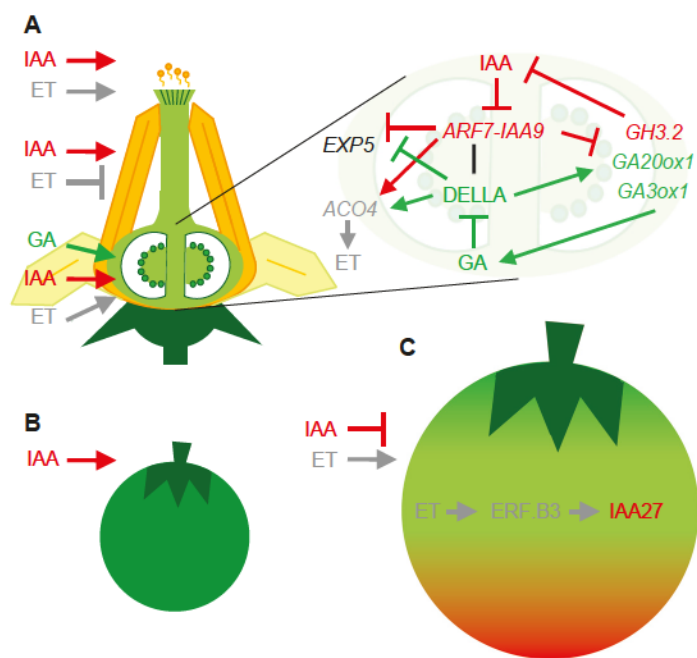 A
IAA
ET
IAA
ET
GA
IAA
ET
IAA
EXP5
ARF7-IAA9
GH3.2
GA20ox1
GA3ox1
ACO4
DELLA
ET
GA
B
IAA
C
IAA
ET
ET
ERF.B3
IAA27